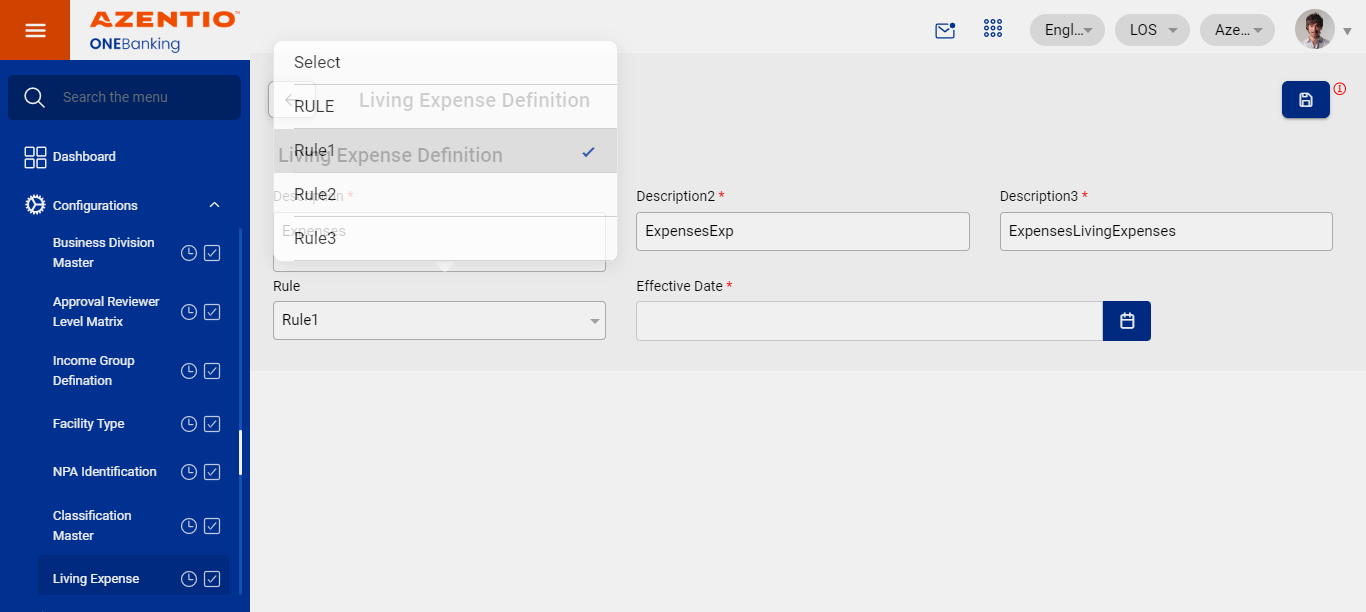 AZENTIO™
ONEBanking
Engl...
LOS
Aze...
Search the menu
Dashboard
Configurations
Business Division
Master
Approval Reviewer
Level Matrix
Income Group
Defination
Facility Type
NPA Identification
Classification
Master
Living Expense
Select
RULE
Rule1
Rule2
Rule3
Living Expense Definition
Living Expense Definition
Description *
Expenses
Description2 *
ExpensesExp
Description3 *
ExpensesLivingExpenses
Rule
Rule1
Effective Date *